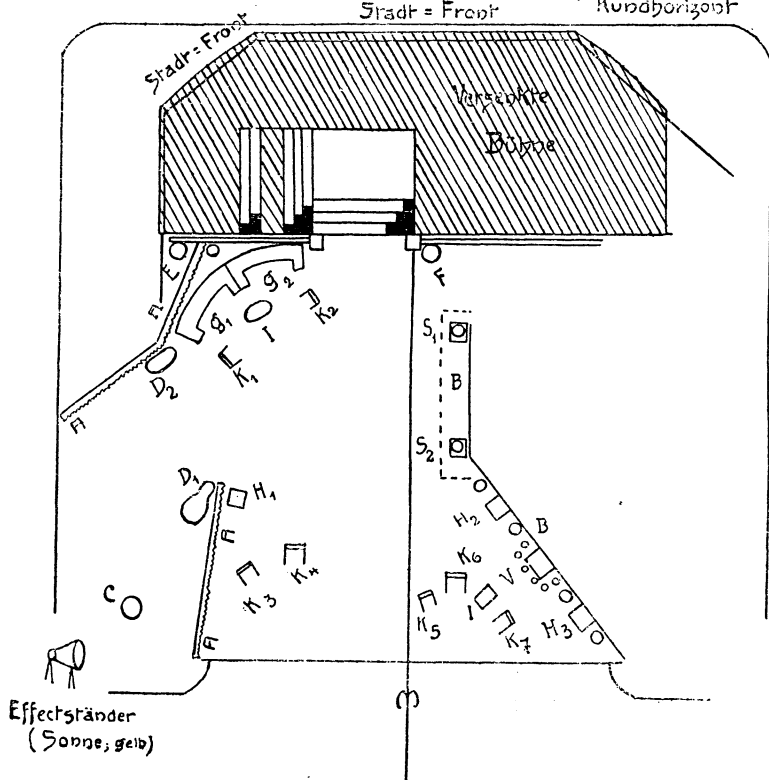 Stadt=Front
Rundhorizont
Stadt=Front
Versenkte
Bühne
E
F
A
g₁
g₂
I
K₂
K₁
D₂
A
S₁
B
S₂
D₁
H₁
A
H₂
B
K₆
V
K₃
K₄
C
K₅
I
K₇
H₃
A
3
Effectständer
(Sonne; gelb)